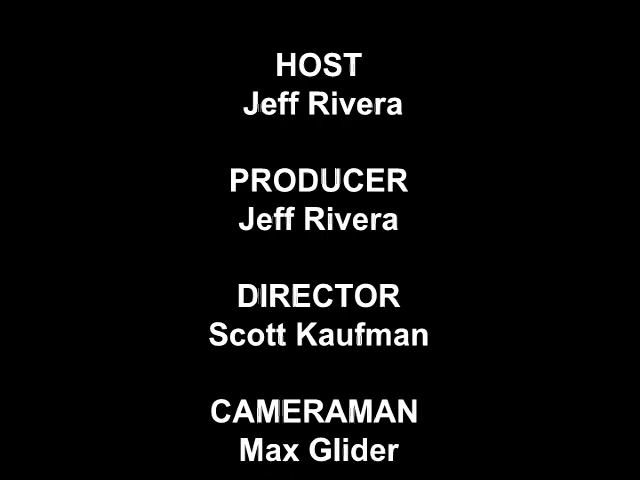 HOST
Jeff Rivera
PRODUCER
Jeff Rivera
DIRECTOR
Scott Kaufman
CAMERAMAN
Max Glider